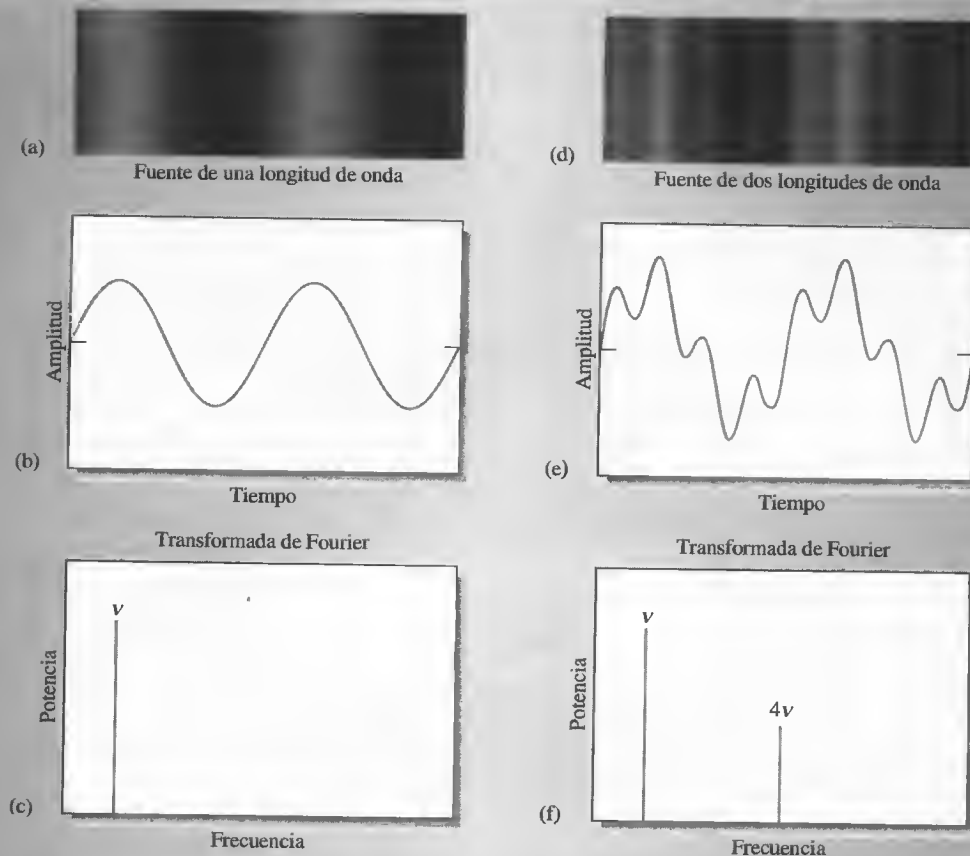 (a)
Fuente de una longitud de onda
Amplitud
(b)
Tiempo
Transformada de Fourier
ν
Potencia
(c)
Frecuencia
(d)
Fuente de dos longitudes de onda
Amplitud
(e)
Tiempo
Transformada de Fourier
ν
4ν
Potencia
(f)
Frecuencia